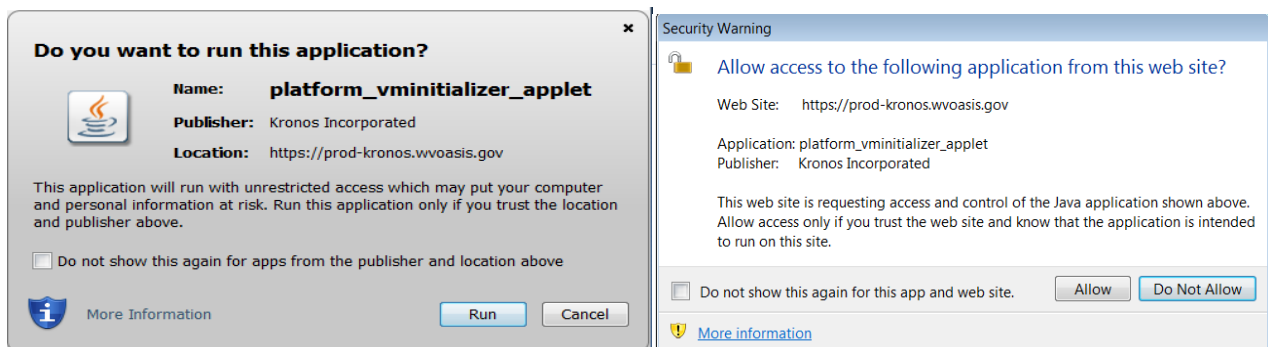 Do you want to run this application?
Name: platform_vminitializer_applet
Publisher: Kronos Incorporated
Location: https://prod-kronos.wvoasis.gov
This application will run with unrestricted access which may put your computer
and personal information at risk. Run this application only if you trust the location
and publisher above.
Do not show this again for apps from the publisher and location above
More Information
Run
Cancel
Security Warning
Allow access to the following application from this web site?
Web Site: https://prod-kronos.wvoasis.gov
Application: platform_vminitializer_applet
Publisher: Kronos Incorporated
This web site is requesting access and control of the Java application shown above.
Allow access only if you trust the web site and know that the application is intended
to run on this site.
Do not show this again for this app and web site.
Allow
Do Not Allow
More information